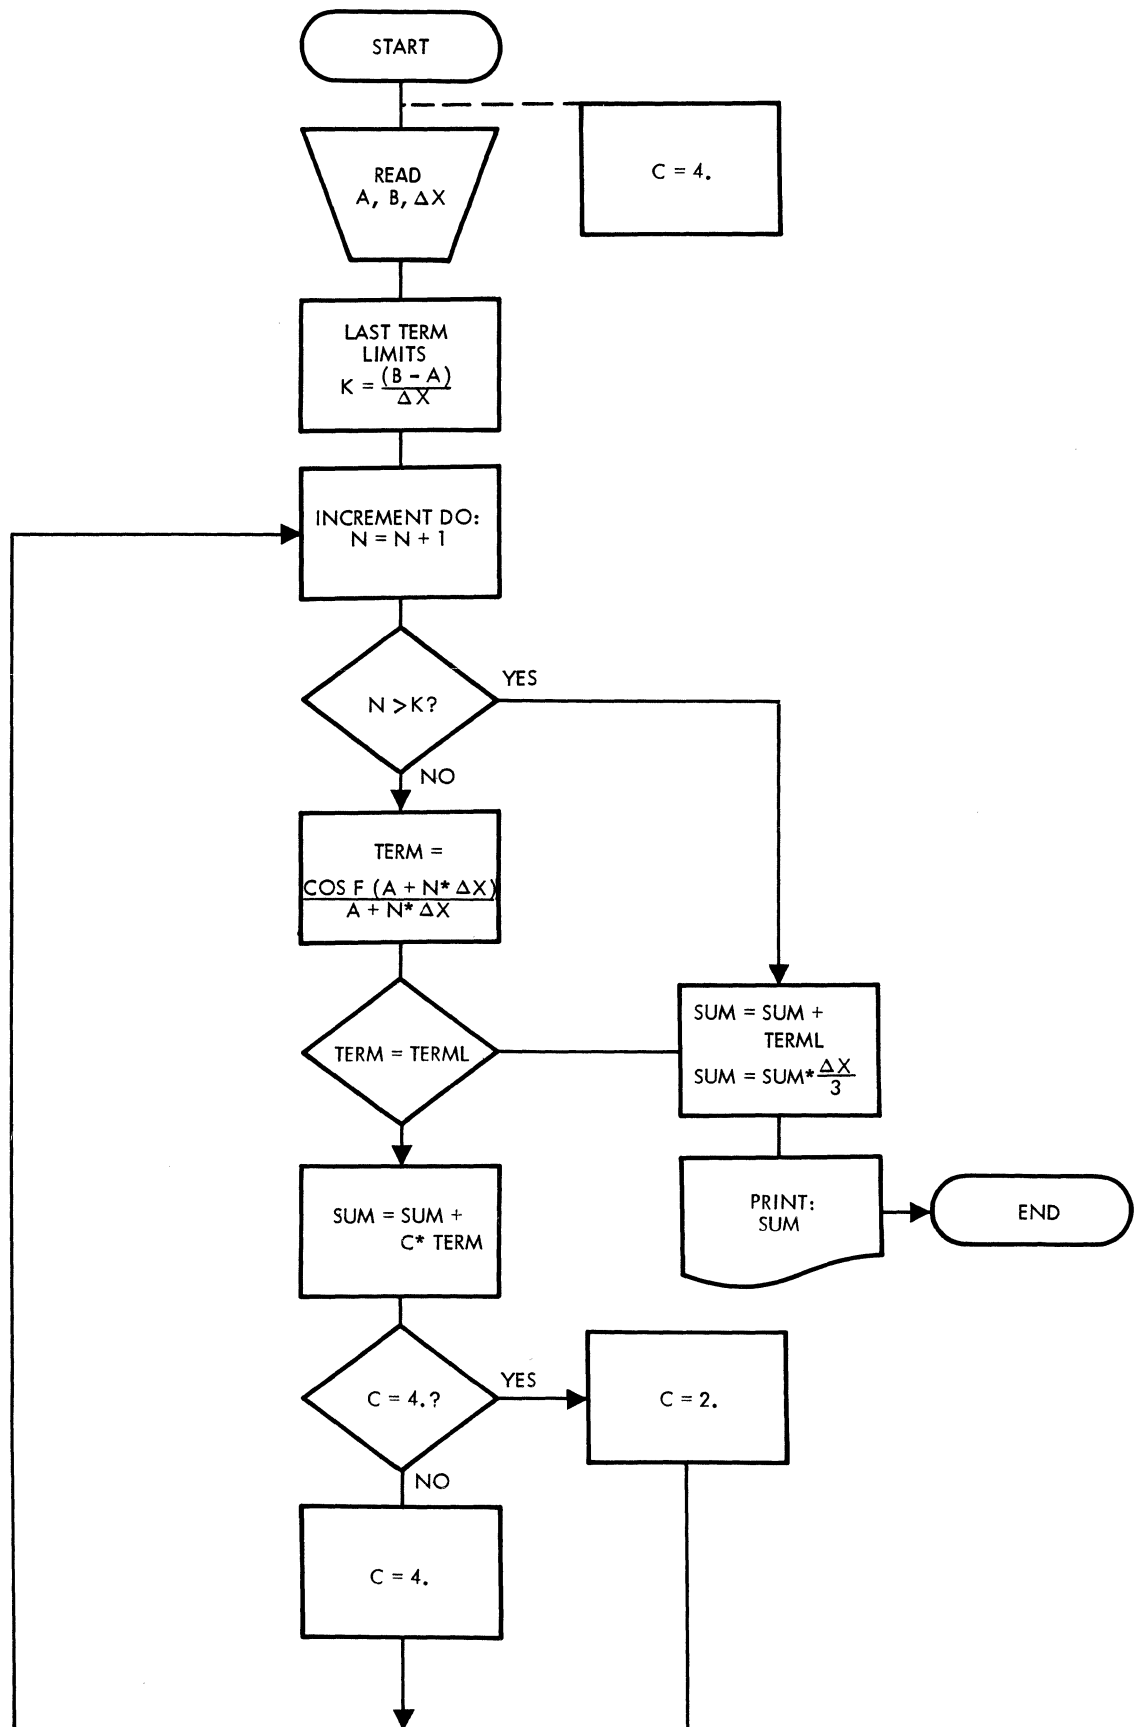 START
C = 4.
READ
A, B, ΔX
LAST TERM
LIMITS
K = (B - A)
ΔX
INCREMENT DO:
N = N + 1
N > K?
YES
NO
TERM =
COS F (A + N* ΔX)
A + N* ΔX
TERM = TERML
SUM = SUM +
TERML
SUM = SUM* ΔX
3
SUM = SUM +
C* TERM
PRINT:
SUM
END
C = 4.?
YES
C = 2.
NO
C = 4.